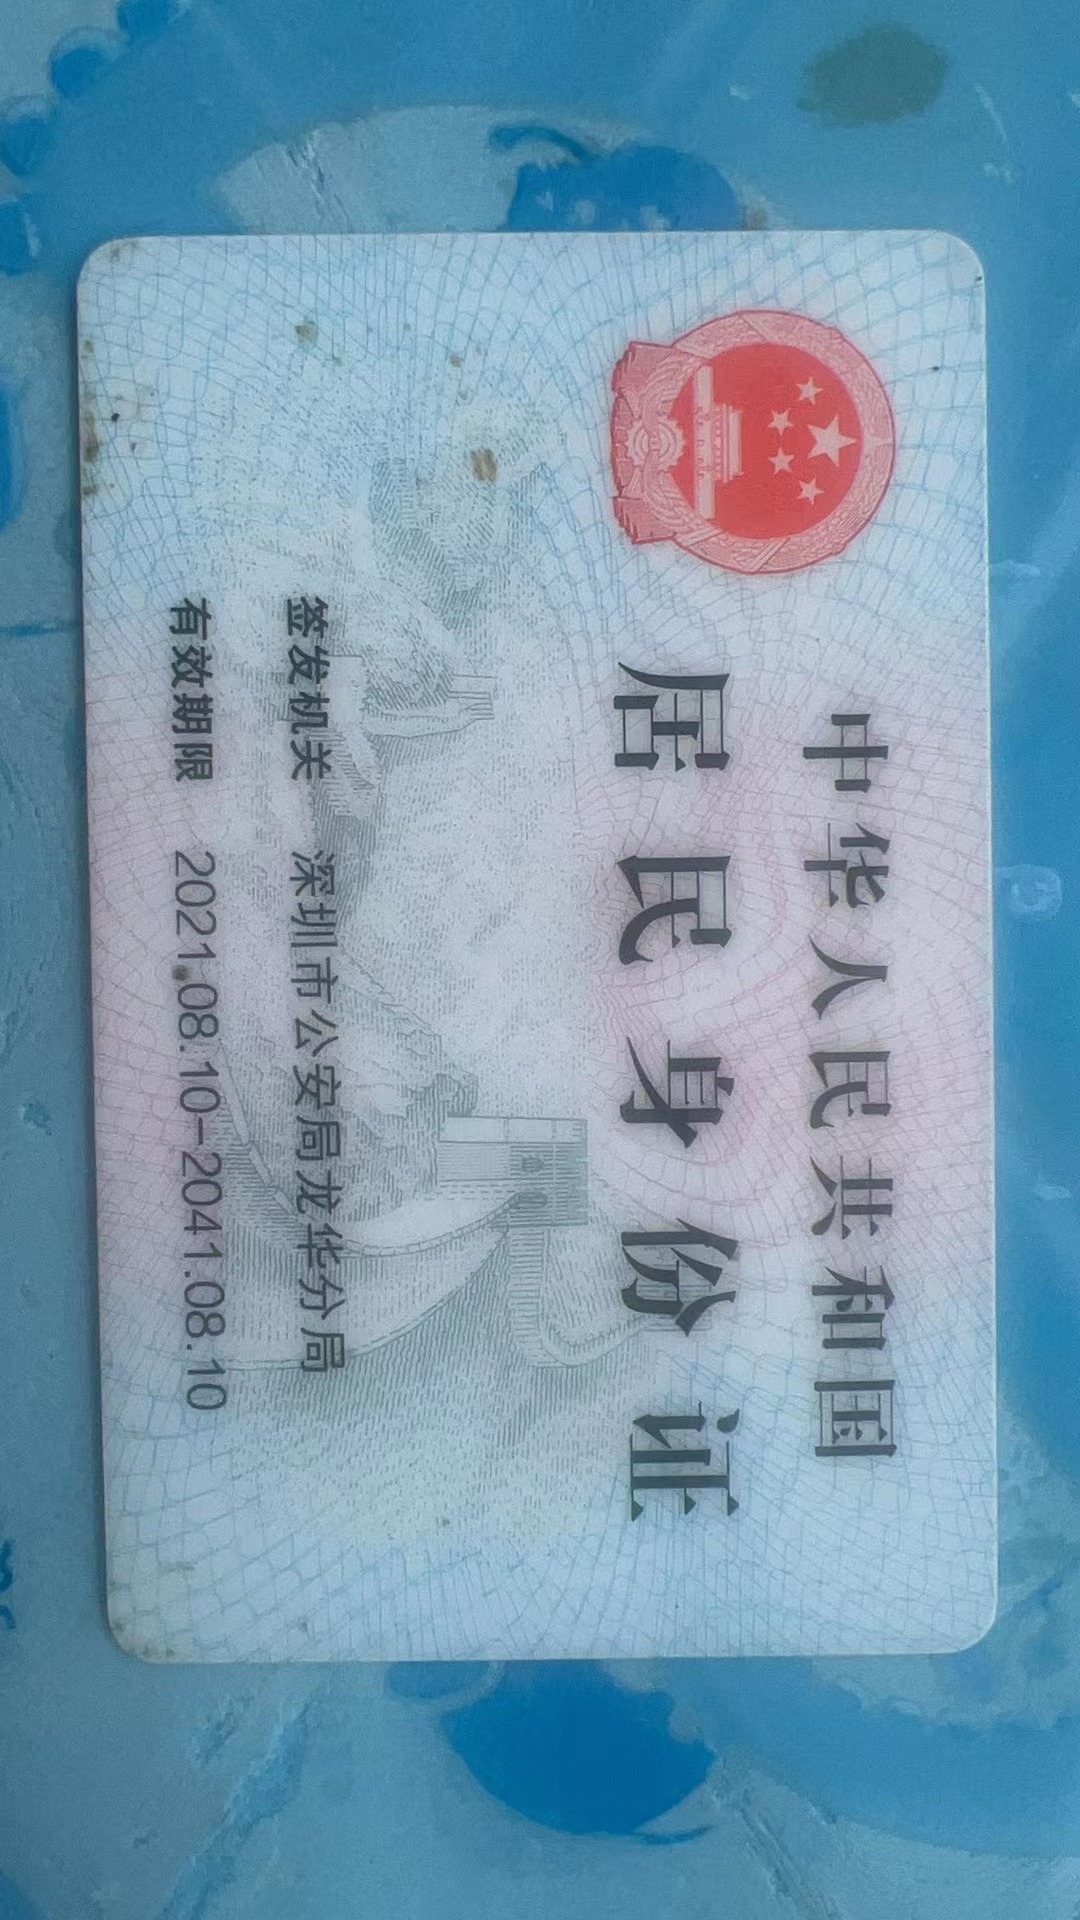 中华人民共和国
居民身份证
签发机关 深圳市公安局龙华分局
有效期限 2021.08.10-2041.08.10